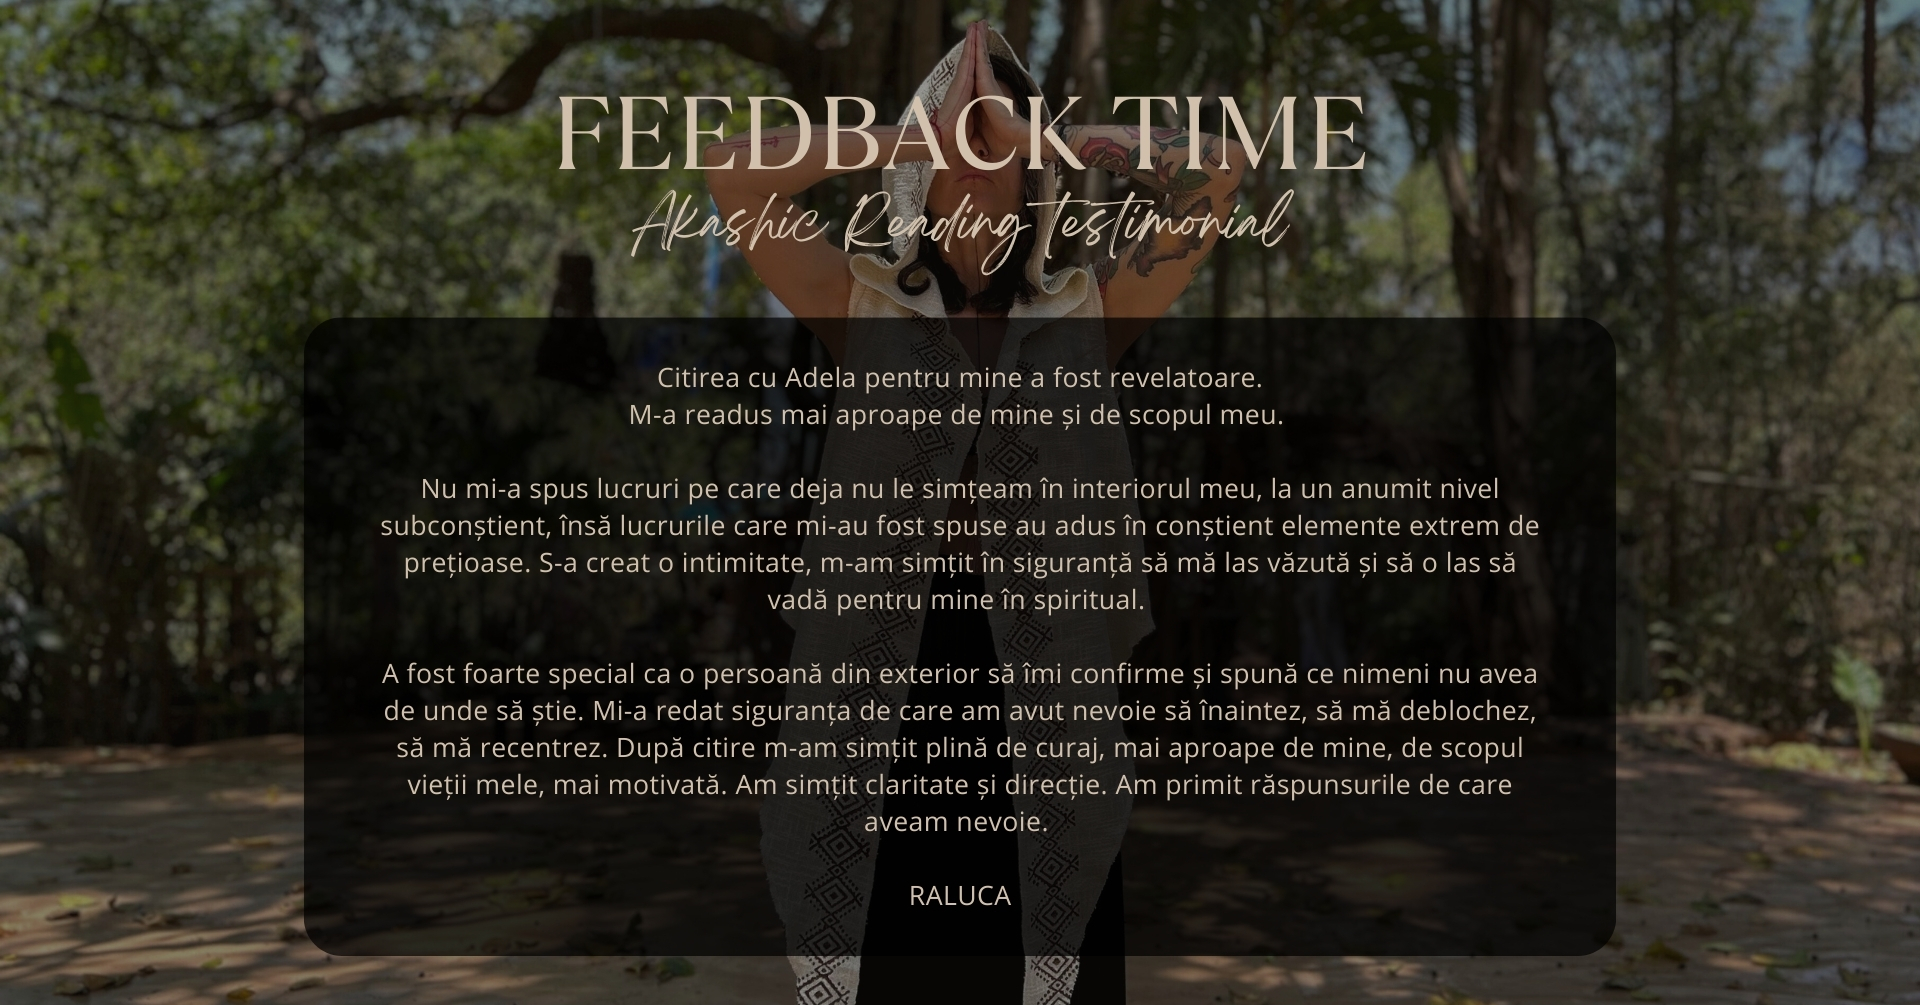 FEEDBACK TIME
Akashic Reading testimonial
Citirea cu Adela pentru mine a fost revelatoare.
M-a readus mai aproape de mine și de scopul meu.
Nu mi-a spus lucruri pe care deja nu le simțeam în interiorul meu, la un anumit nivel
subconștient, însă lucrurile care mi-au fost spuse au adus în conștient elemente extrem de
prețioase. S-a creat o intimitate, m-am simțit în siguranță să mă las văzută și să o las să
vadă pentru mine în spiritual.
A fost foarte special ca o persoană din exterior să îmi confirme și spună ce nimeni nu avea
de unde să știe. Mi-a redat siguranța de care am avut nevoie să înaintez, să mă deblochez,
să mă recentrez. După citire m-am simțit plină de curaj, mai aproape de mine, de scopul
vieții mele, mai motivată. Am simțit claritate și direcție. Am primit răspunsurile de care
aveam nevoie.
RALUCA